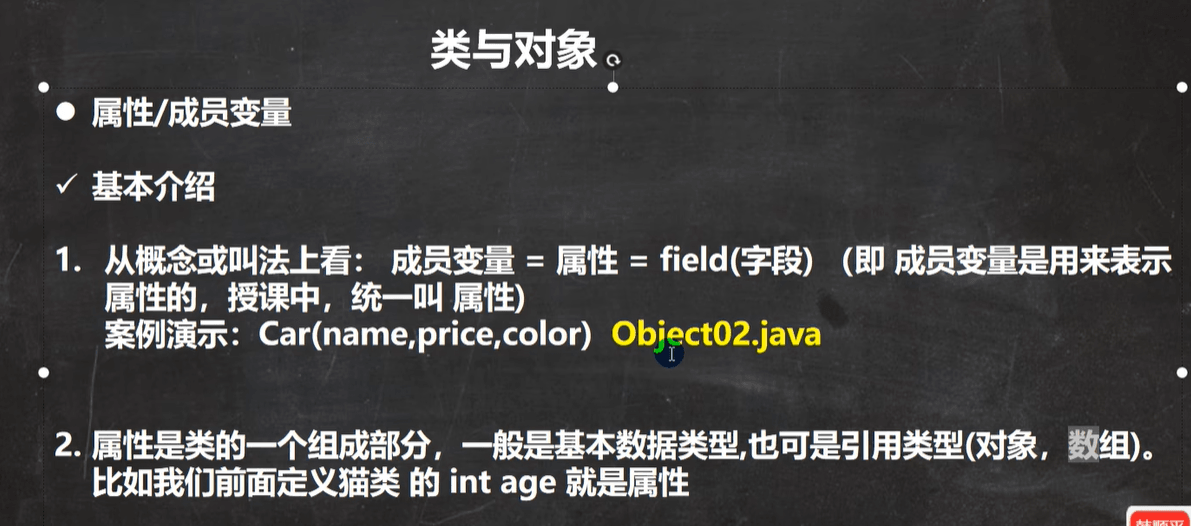 类与对象
● 属性/成员变量
✓ 基本介绍
1. 从概念或叫法上看： 成员变量 = 属性 = field(字段) （即 成员变量是用来表示
属性的，授课中，统一叫 属性)
案例演示：Car(name,price,color) Object02.java
2. 属性是类的一个组成部分，一般是基本数据类型,也可是引用类型(对象，数组)。
比如我们前面定义猫类 的 int age 就是属性